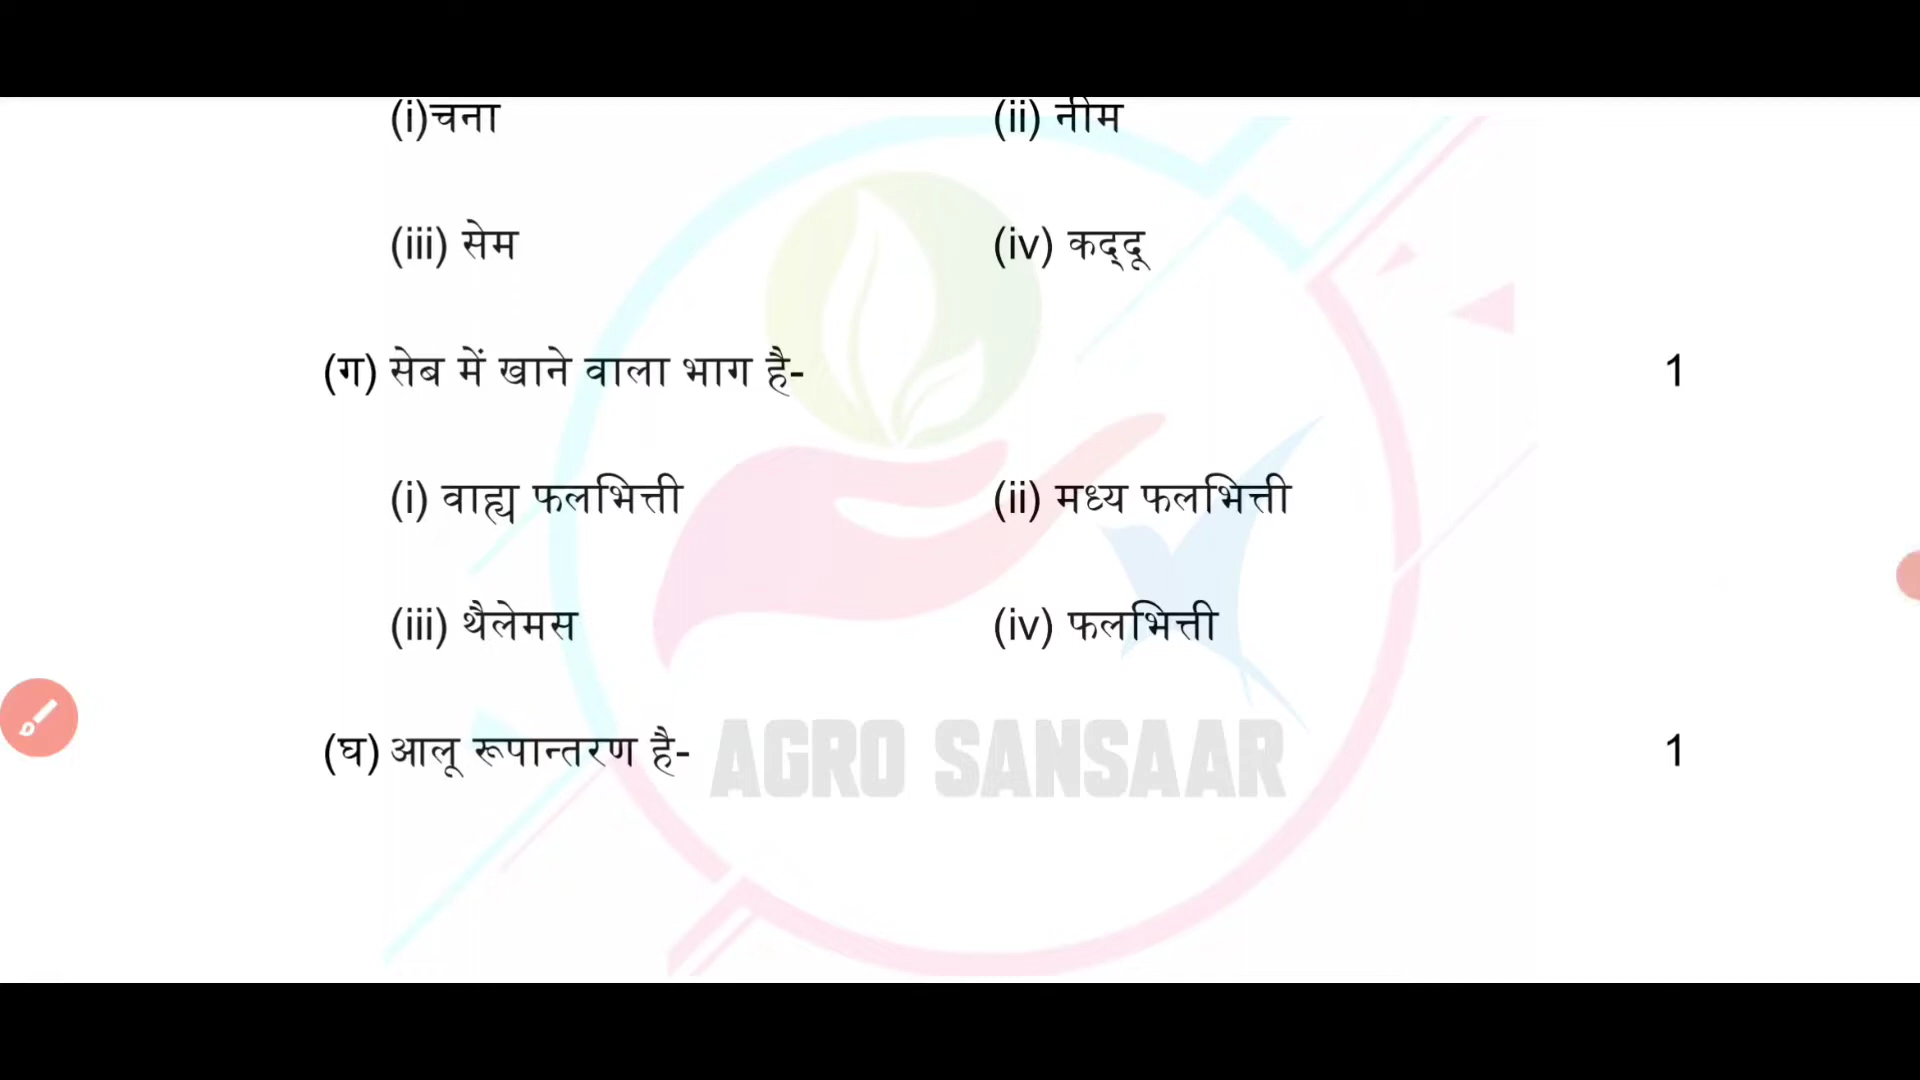 (i)चना (ii) नीम
(iii) सेम (iv) कद्दू
(ग) सेब में खाने वाला भाग है- 1
(i) वाह्य फलभित्ती (ii) मध्य फलभित्ती
(iii) थैलेमस (iv) फलभित्ती
(घ) आलू रूपान्तरण है- 1
AGRO SANSAAR